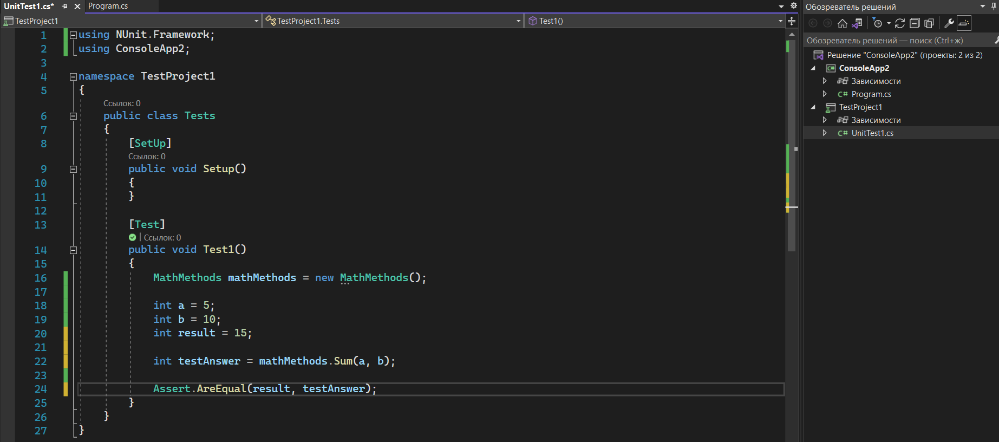 UnitTest1.cs*
Program.cs
TestProject1
TestProject1.Tests
Test1()
1 using NUnit.Framework;
2 using ConsoleApp2;
3
4 namespace TestProject1
5 {
Ссылок: 0
6 public class Tests
7 {
8 [SetUp]
Ссылок: 0
9 public void Setup()
10 {
11 }
12
13 [Test]
Ссылок: 0
14 public void Test1()
15 {
16 MathMethods mathMethods = new MathMethods();
17
18 int a = 5;
19 int b = 10;
20 int result = 15;
21
22 int testAnswer = mathMethods.Sum(a, b);
23
24 Assert.AreEqual(result, testAnswer);
25 }
26 }
27 }
Обозреватель решений
Обозреватель решений — поиск (Ctrl+ж)
Решение "ConsoleApp2" (проекты: 2 из 2)
C# ConsoleApp2
Зависимости
C# Program.cs
TestProject1
Зависимости
C# UnitTest1.cs